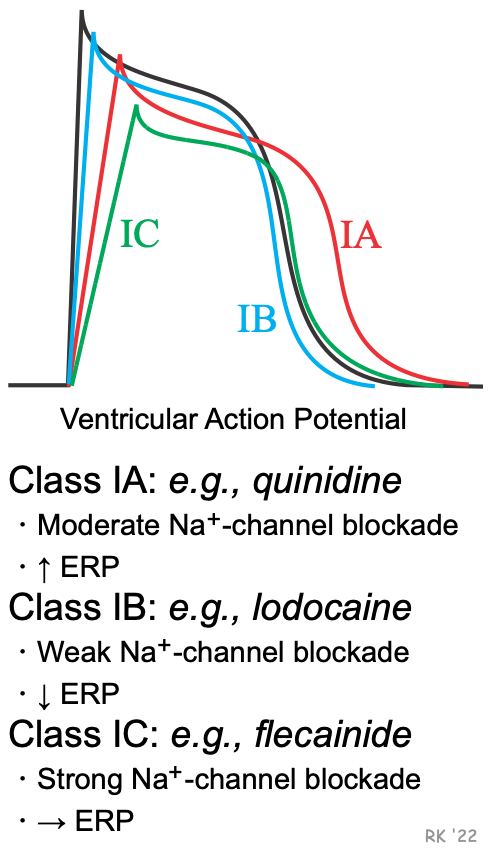 IC
IA
IB
Ventricular Action Potential
Class IA: e.g., quinidine
· Moderate Na⁺-channel blockade
· ↑ ERP
Class IB: e.g., lodocaine
· Weak Na⁺-channel blockade
· ↓ ERP
Class IC: e.g., flecainide
· Strong Na⁺-channel blockade
· → ERP
RK '22